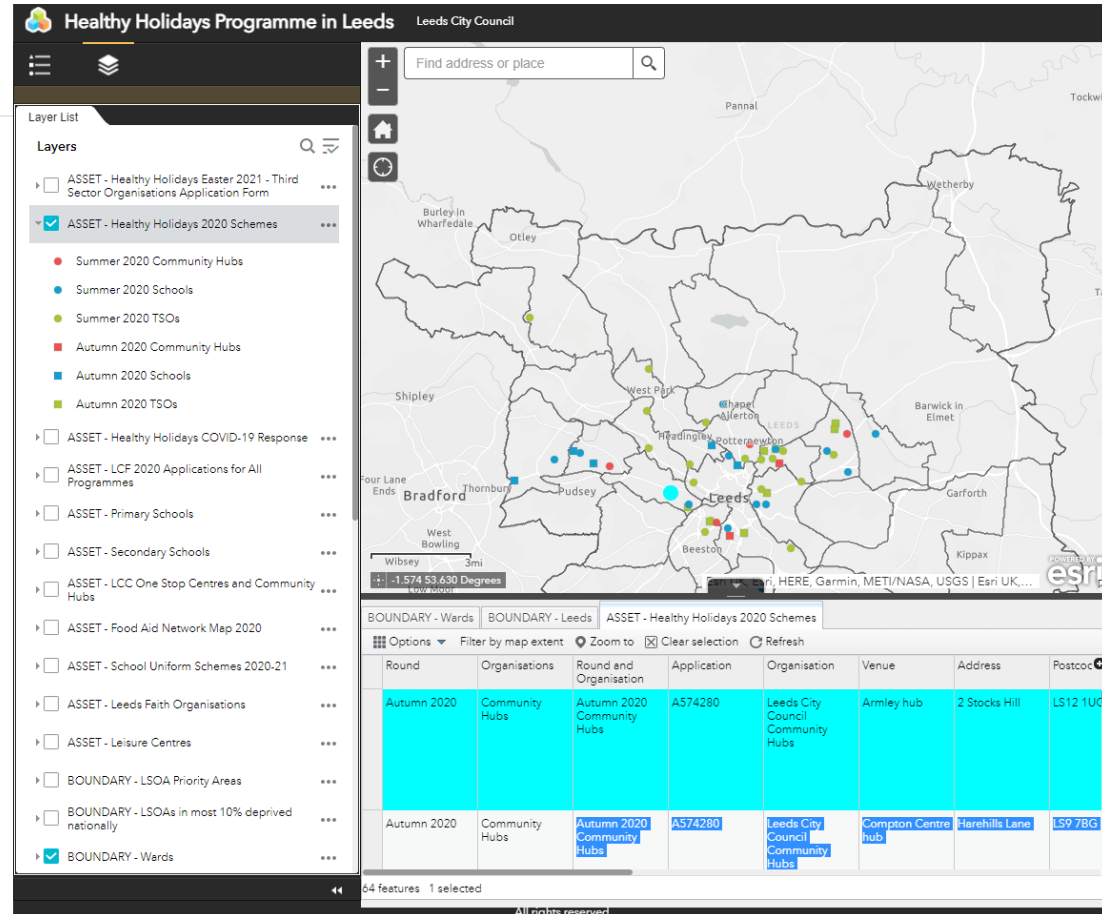 Healthy Holidays Programme in Leeds Leeds City Council
Layer List
Layers
ASSET - Healthy Holidays Easter 2021 - Third
Sector Organisations Application Form
ASSET - Healthy Holidays 2020 Schemes
Summer 2020 Community Hubs
Summer 2020 Schools
Summer 2020 TSOs
Autumn 2020 Community Hubs
Autumn 2020 Schools
Autumn 2020 TSOs
ASSET - Healthy Holidays COVID-19 Response
ASSET - LCF 2020 Applications for All
Programmes
ASSET - Primary Schools
ASSET - Secondary Schools
ASSET - LCC One Stop Centres and Community
Hubs
ASSET - Food Aid Network Map 2020
ASSET - School Uniform Schemes 2020-21
ASSET - Leeds Faith Organisations
ASSET - Leisure Centres
BOUNDARY - LSOA Priority Areas
BOUNDARY - LSOAs in most 10% deprived
nationally
BOUNDARY - Wards
Find address or place
Pannal
Tockwi
Wetherby
Burley in
Wharfedale
Otley
Shipley
West Park
Chapel
Allerton
LEEDS
Barwick in
Elmet
Headingley
Potternewton
Four Lane
Ends
Bradford
Thornbury
Pudsey
Leeds
Garforth
West
Bowling
Beeston
Kippax
Wibsey
3mi
-1.574 53.630 Degrees
Low Moor
Esri UK, Esri, HERE, Garmin, METI/NASA, USGS | Esri UK,...
POWERED BY
esri
BOUNDARY - Wards BOUNDARY - Leeds ASSET - Healthy Holidays 2020 Schemes
Options Filter by map extent Zoom to Clear selection Refresh
Round Organisations Round and Organisation Application Organisation Venue Address Postcoc
Autumn 2020 Community Hubs Autumn 2020 Community Hubs A574280 Leeds City Council Community Hubs Armley hub 2 Stocks Hill LS12 1UQ
Autumn 2020 Community Hubs Autumn 2020 Community Hubs A574280 Leeds City Council Community Hubs Compton Centre hub Harehills Lane LS9 7BG
64 features 1 selected
All rights reserved